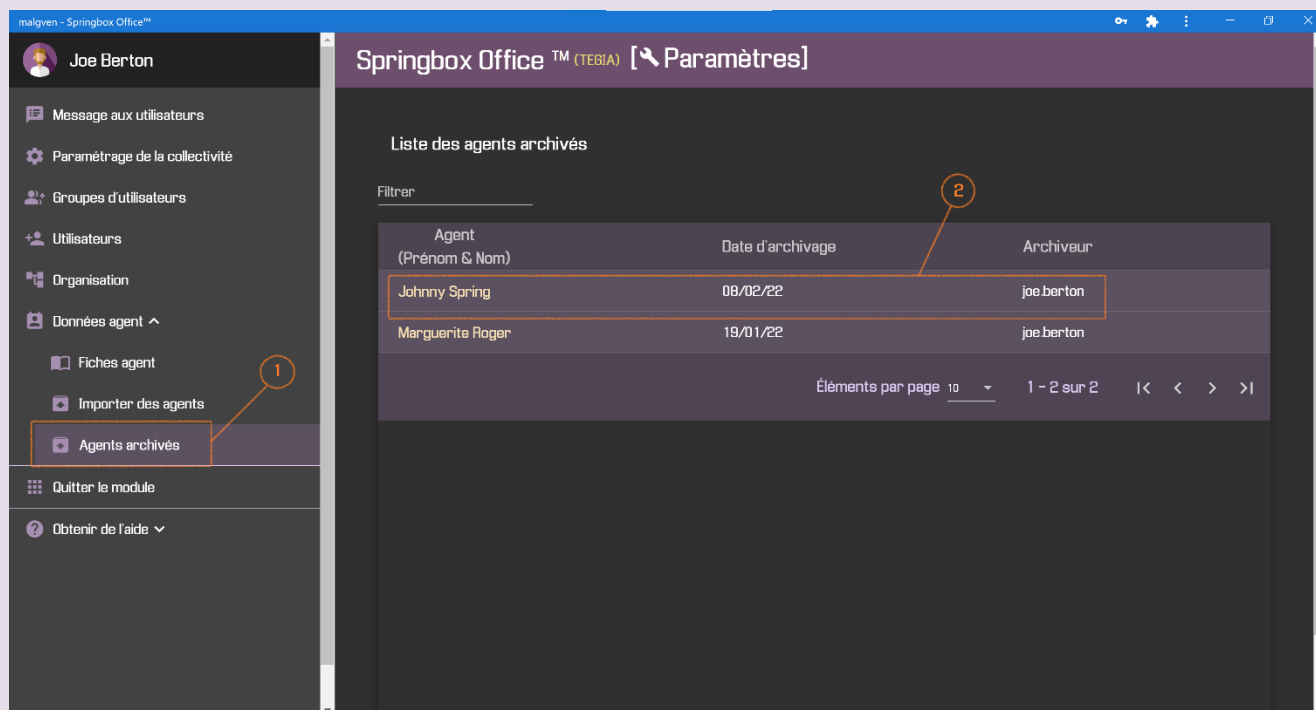 malgven - Springbox Office™
Joe Berton
Springbox Office ™ (TEGIA) [Paramètres]
Message aux utilisateurs
Paramétrage de la collectivité
Groupes d'utilisateurs
Utilisateurs
Organisation
Données agent
Fiches agent
1
Importer des agents
Agents archivés
Quitter le module
Obtenir de l'aide
Liste des agents archivés
Filtrer
2
Agent
(Prénom & Nom)
Date d'archivage
Archiveur
Johnny Spring 08/02/22 joe.berton
Marguerite Roger 19/01/22 joe.berton
Éléments par page 10 1 - 2 sur 2